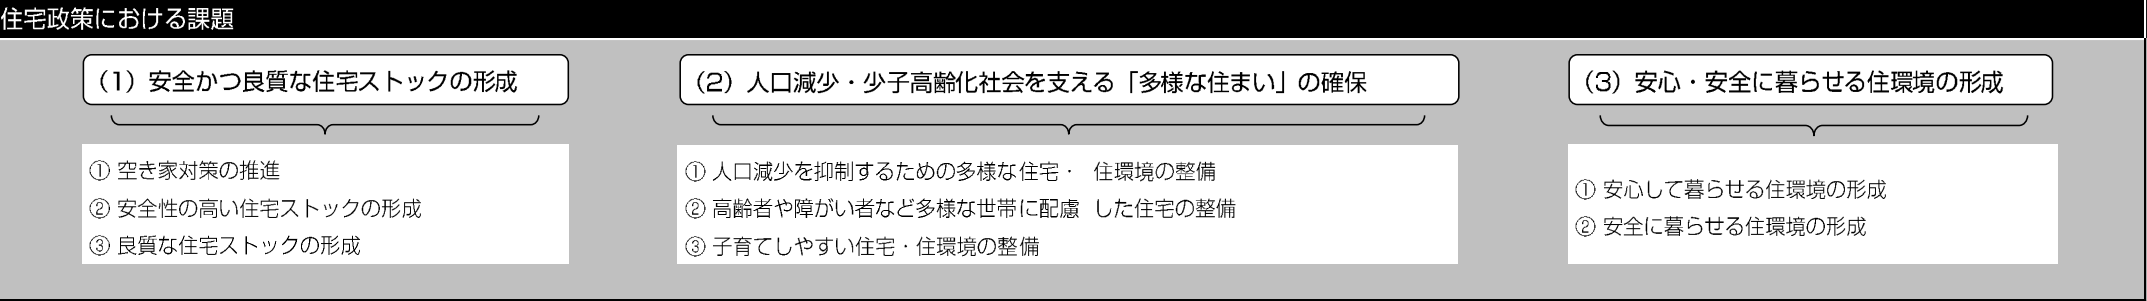 住宅政策における課題
（1）安全かつ良質な住宅ストックの形成
① 空き家対策の推進
② 安全性の高い住宅ストックの形成
③ 良質な住宅ストックの形成
（2）人口減少・少子高齢化社会を支える「多様な住まい」の確保
① 人口減少を抑制するための多様な住宅・ 住環境の整備
② 高齢者や障がい者など多様な世帯に配慮 した住宅の整備
③ 子育てしやすい住宅・住環境の整備
（3）安心・安全に暮らせる住環境の形成
① 安心して暮らせる住環境の形成
② 安全に暮らせる住環境の形成